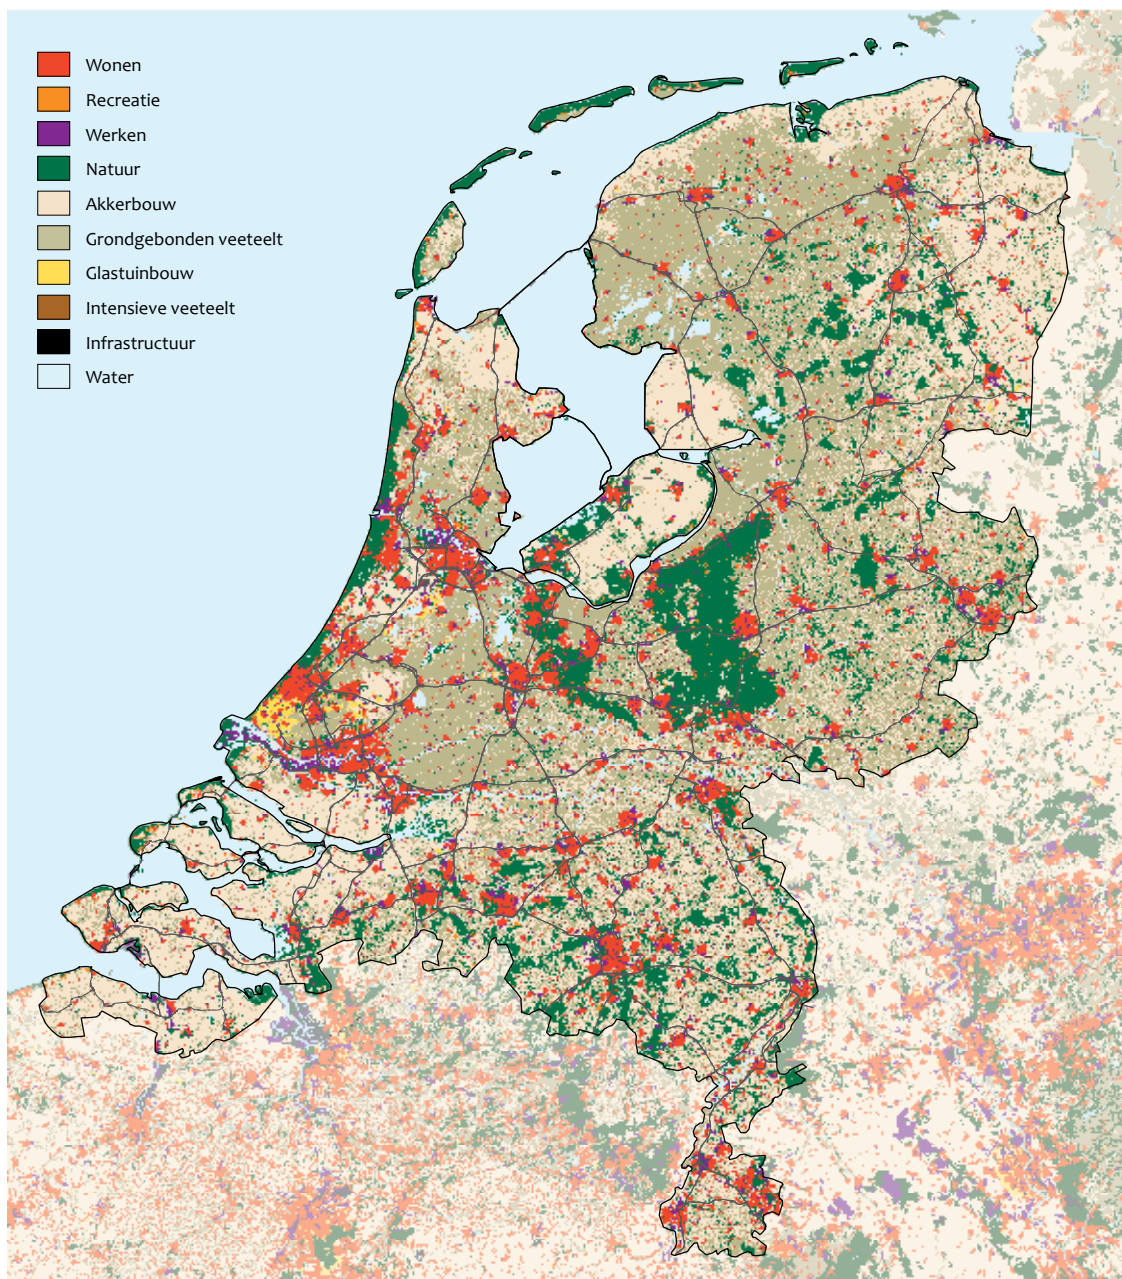 Wonen
Recreatie
Werken
Natuur
Akkerbouw
Grondgebonden veeteelt
Glastuinbouw
Intensieve veeteelt
Infrastructuur
Water